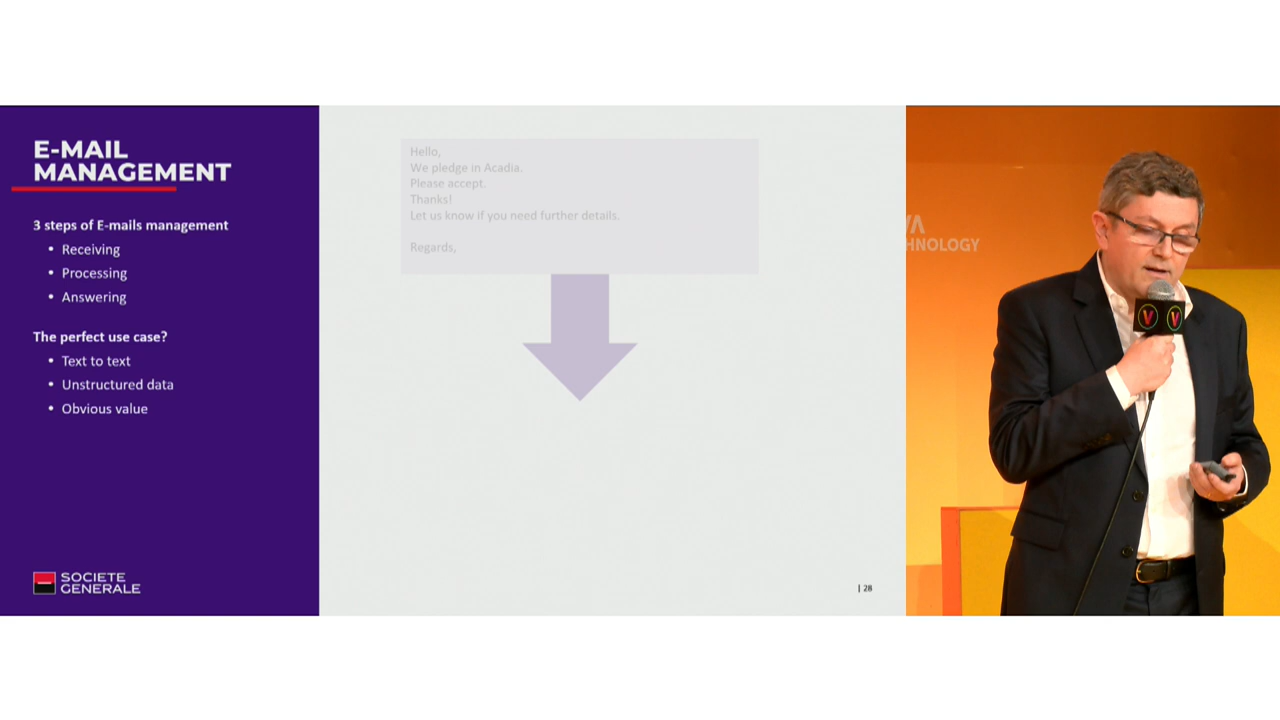 E-MAIL
MANAGEMENT
3 steps of E-mails management
• Receiving
• Processing
• Answering
The perfect use case?
• Text to text
• Unstructured data
• Obvious value
SOCIETE
GENERALE
Hello,
We pledge in Acadia.
Please accept.
Thanks!
Let us know if you need further details.
Regards,
| 28
VA
HNOLOGY
V V